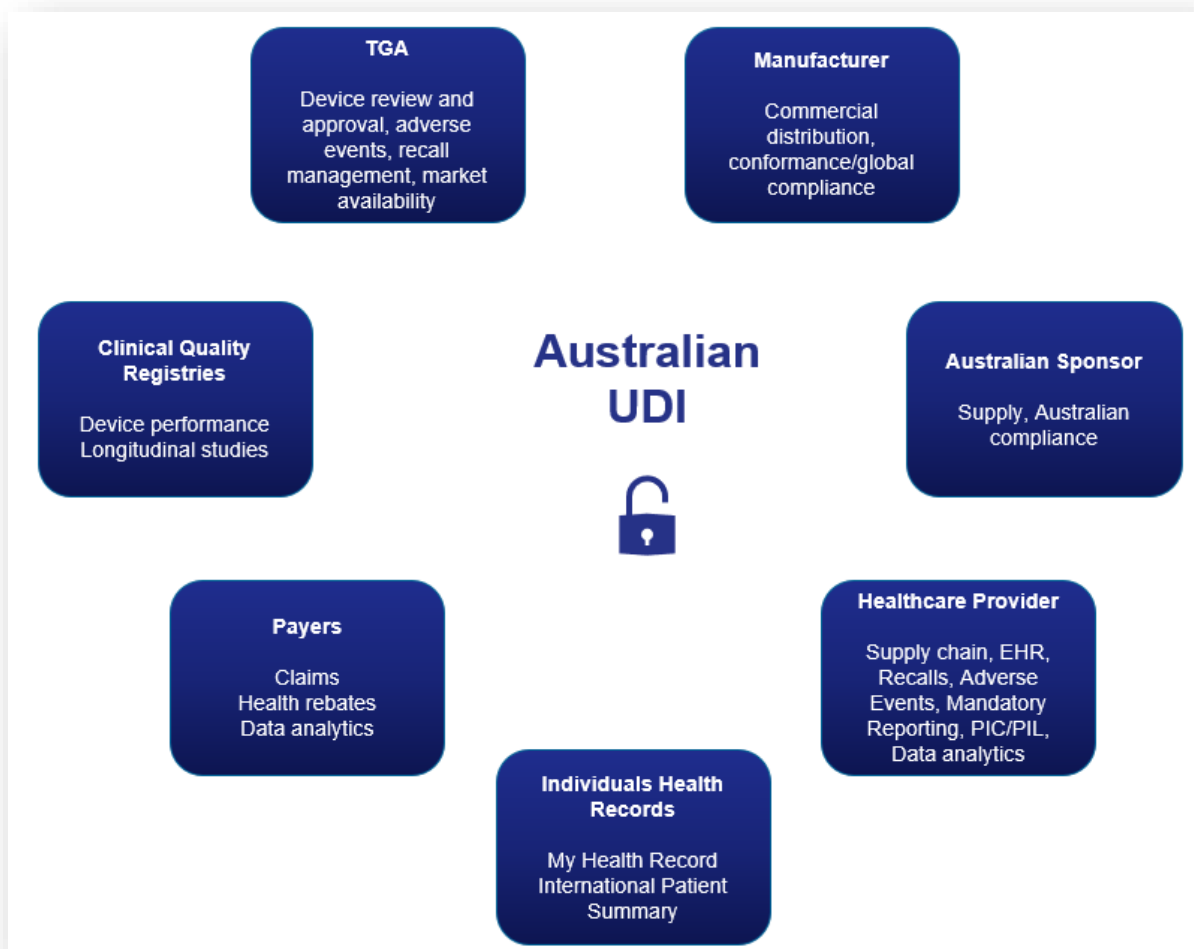 TGA
Device review and
approval, adverse
events, recall
management, market
availability
Manufacturer
Commercial
distribution,
conformance/global
compliance
Clinical Quality
Registries
Device performance
Longitudinal studies
Australian
UDI
Australian Sponsor
Supply, Australian
compliance
Payers
Claims
Health rebates
Data analytics
Healthcare Provider
Supply chain, EHR,
Recalls, Adverse
Events, Mandatory
Reporting, PIC/PIL,
Data analytics
Individuals Health
Records
My Health Record
International Patient
Summary